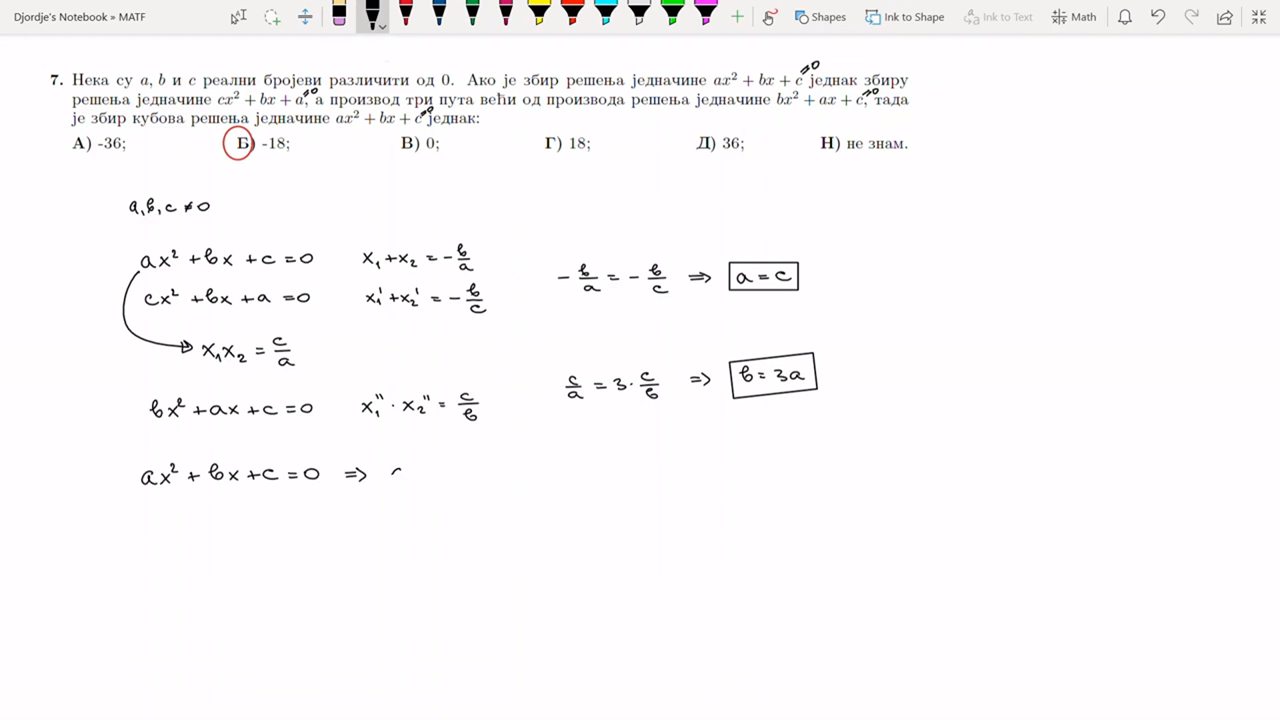 Djordje's Notebook » MATF
Shapes
Ink to Shape
Ink to Text
Math
7. Нека су a, b и c реални бројеви различити од 0. Ако је збир решења једначине ax² + bx + c =0 једнак збиру
решења једначине cx² + bx + a, =0 а производ три пута већи од производа решења једначине bx² + ax + c, =0 тада
је збир кубова решења једначине ax² + bx + c =0 једнак:
А) -36; Б) -18; В) 0; Г) 18; Д) 36; Н) не знам.
a, b, c ≠ 0
ax² + bx + c = 0 x₁ + x₂ = - b/a
- b/a = - b/c ⇒ a = c
cx² + bx + a = 0 x₁' + x₂' = - b/c
x₁x₂ = c/a
c/a = 3 · c/b ⇒ b = 3a
bx² + ax + c = 0 x₁'' · x₂'' = c/b
ax² + bx + c = 0 ⇒